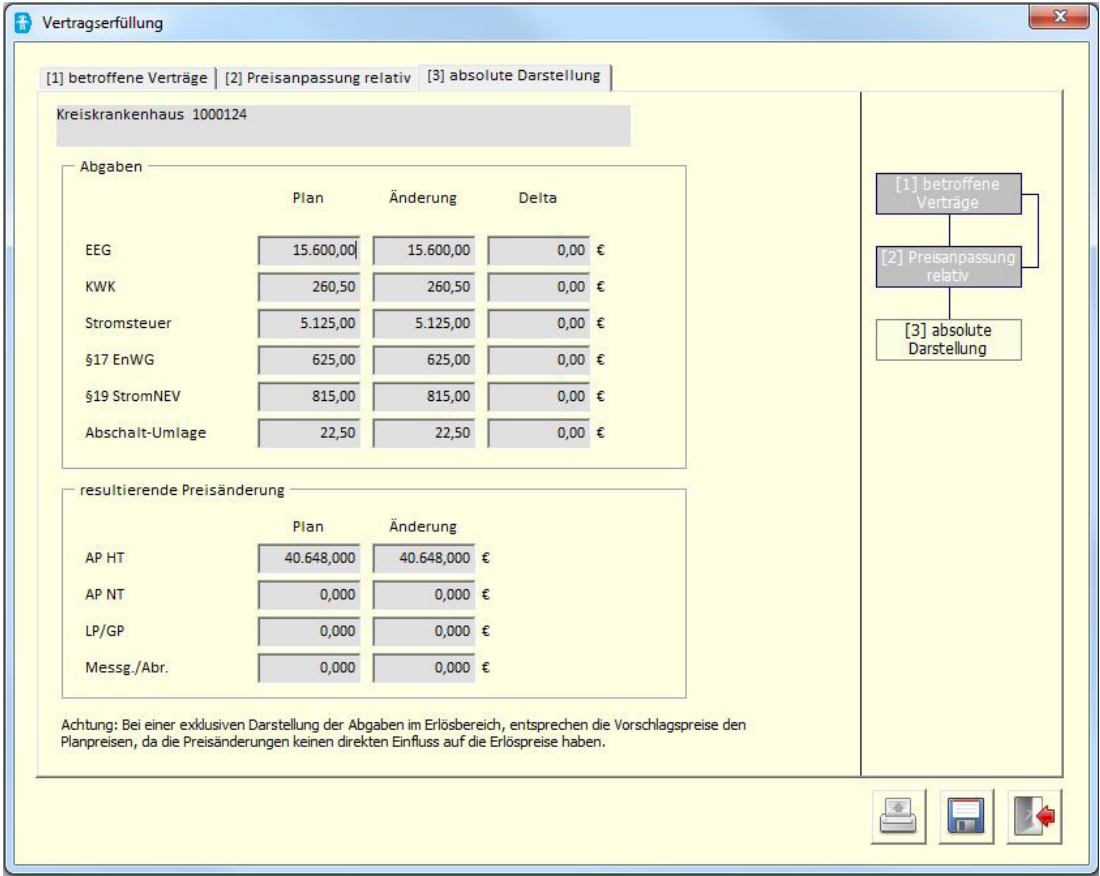 Vertragserfüllung
[1] betroffene Verträge [2] Preisanpassung relativ [3] absolute Darstellung
Kreiskrankenhaus 1000124
Abgaben
Plan Änderung Delta
EEG 15.600,00 15.600,00 0,00 €
KWK 260,50 260,50 0,00 €
Stromsteuer 5.125,00 5.125,00 0,00 €
§17 EnWG 625,00 625,00 0,00 €
§19 StromNEV 815,00 815,00 0,00 €
Abschalt-Umlage 22,50 22,50 0,00 €
resultierende Preisänderung
Plan Änderung
AP HT 40.648,000 40.648,000 €
AP NT 0,000 0,000 €
LP/GP 0,000 0,000 €
Messg./Abr. 0,000 0,000 €
Achtung: Bei einer exklusiven Darstellung der Abgaben im Erlösbereich, entsprechen die Vorschlagspreise den
Planpreisen, da die Preisänderungen keinen direkten Einfluss auf die Erlöspreise haben.
[1] betroffene
Verträge
[2] Preisanpassung
relativ
[3] absolute
Darstellung